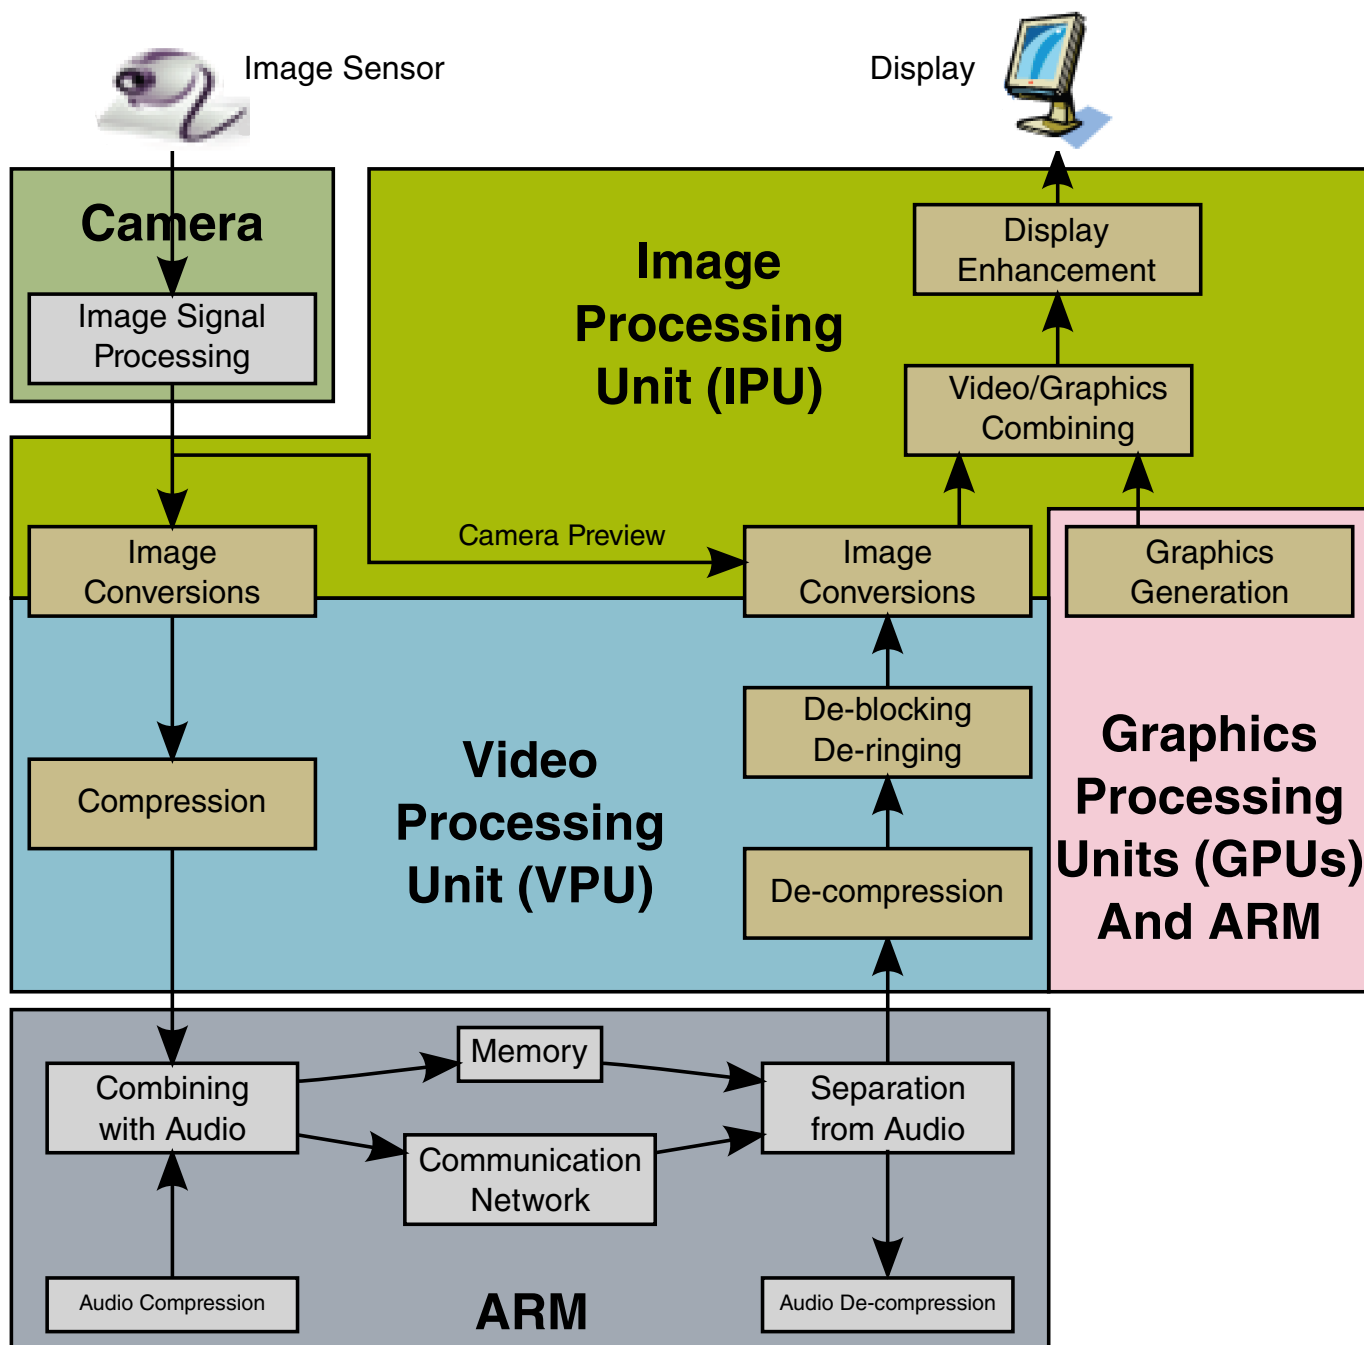 Image Sensor
Display
Camera
Image Signal
Processing
Image
Processing
Unit (IPU)
Display
Enhancement
Video/Graphics
Combining
Image
Conversions
Camera Preview
Image
Conversions
Graphics
Generation
Compression
Video
Processing
Unit (VPU)
De-blocking
De-ringing
De-compression
Graphics
Processing
Units (GPUs)
And ARM
Combining
with Audio
Memory
Communication
Network
Separation
from Audio
Audio Compression
ARM
Audio De-compression